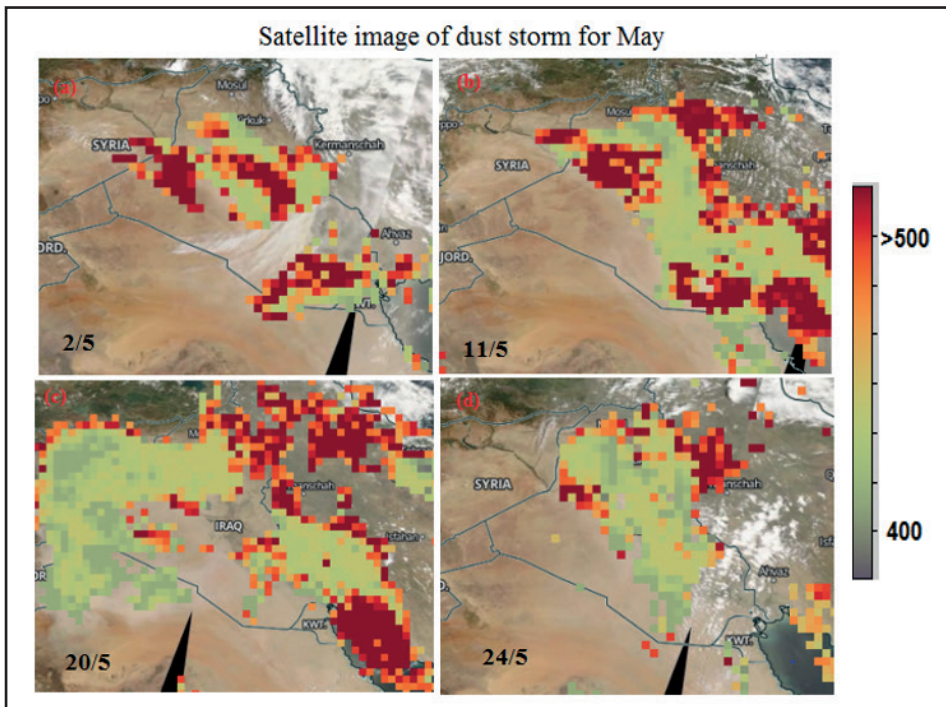 Satellite image of dust storm for May
(a)
Mosul
SYRIA
Kermanschah
Ahvaz
JORD.
2/5
(b)
SYRIA
JORD.
11/5
(c)
IRAQ
Isfahan
KWT.
20/5
(d)
SYRIA
Ahvaz
KWT.
24/5
>500
400